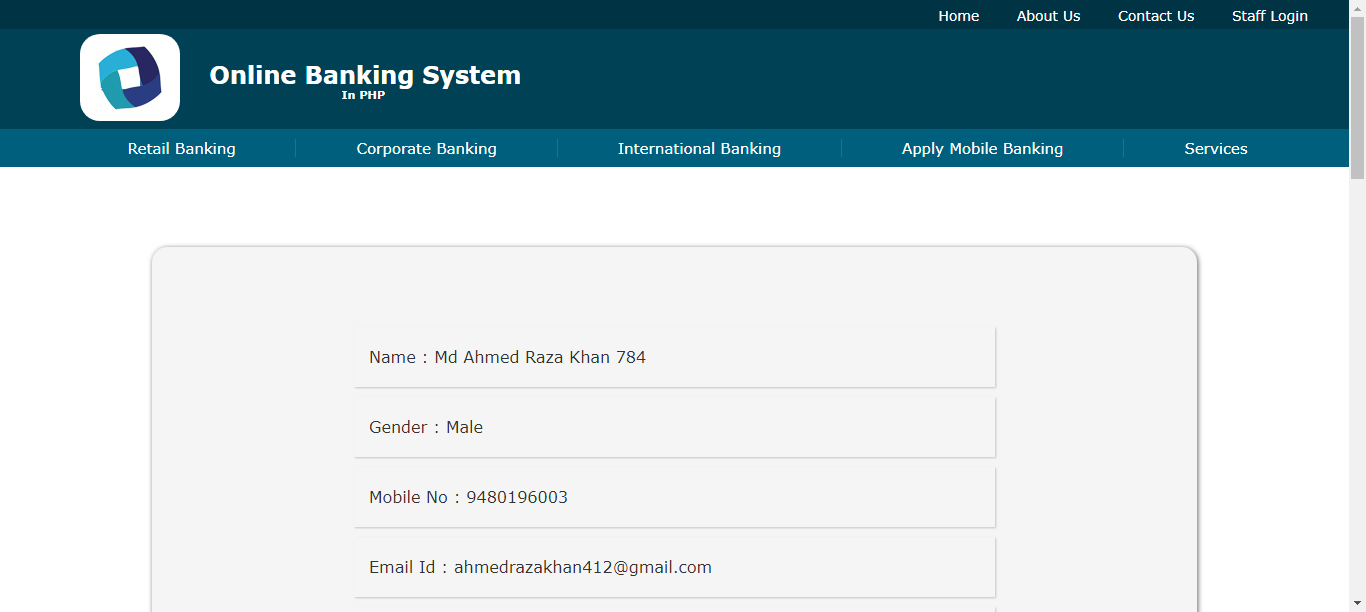 Home About Us Contact Us Staff Login
Online Banking System
In PHP
Retail Banking Corporate Banking International Banking Apply Mobile Banking Services
Name : Md Ahmed Raza Khan 784
Gender : Male
Mobile No : 9480196003
Email Id : ahmedrazakhan412@gmail.com